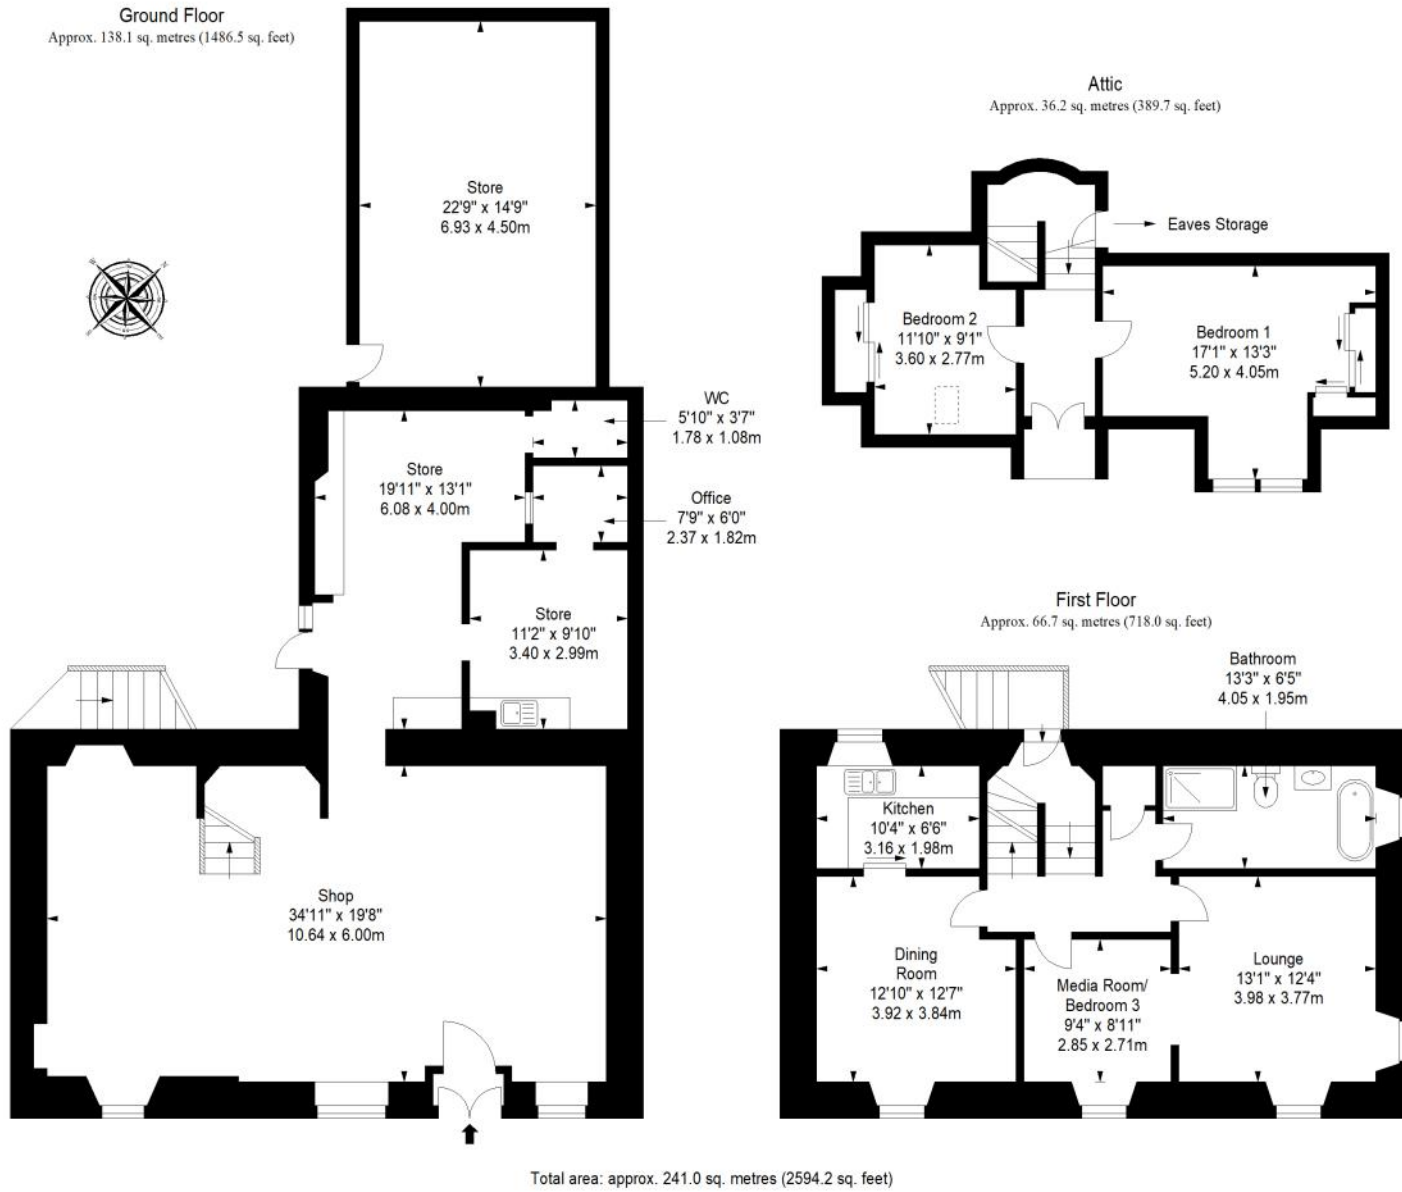 Ground Floor
Approx. 138.1 sq. metres (1486.5 sq. feet)
Store
22'9" x 14'9"
6.93 x 4.50m
WC
5'10" x 3'7"
1.78 x 1.08m
Store
19'11" x 13'1"
6.08 x 4.00m
Office
7'9" x 6'0"
2.37 x 1.82m
Store
11'2" x 9'10"
3.40 x 2.99m
Shop
34'11" x 19'8"
10.64 x 6.00m
Attic
Approx. 36.2 sq. metres (389.7 sq. feet)
Eaves Storage
Bedroom 2
11'10" x 9'1"
3.60 x 2.77m
Bedroom 1
17'1" x 13'3"
5.20 x 4.05m
First Floor
Approx. 66.7 sq. metres (718.0 sq. feet)
Bathroom
13'3" x 6'5"
4.05 x 1.95m
Kitchen
10'4" x 6'6"
3.16 x 1.98m
Dining
Room
12'10" x 12'7"
3.92 x 3.84m
Media Room/
Bedroom 3
9'4" x 8'11"
2.85 x 2.71m
Lounge
13'1" x 12'4"
3.98 x 3.77m
Total area: approx. 241.0 sq. metres (2594.2 sq. feet)